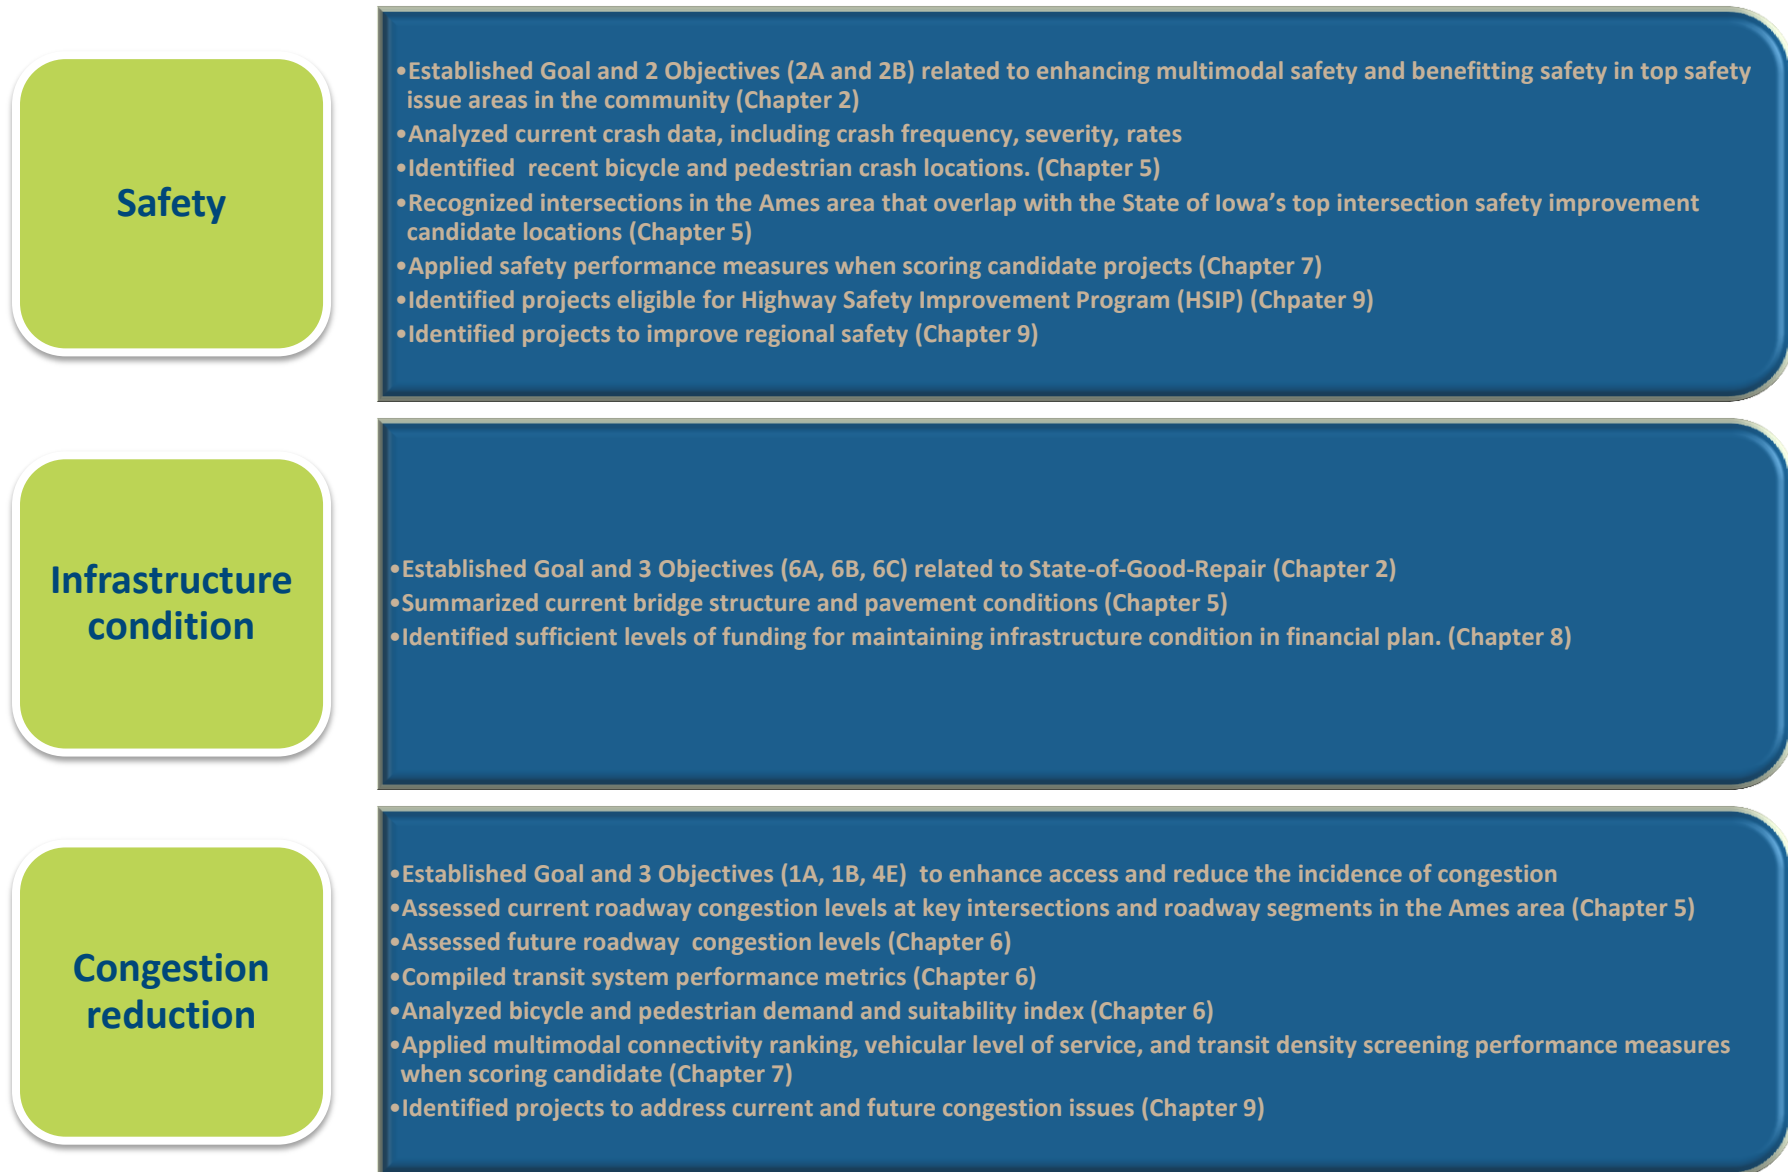 Safety
•Established Goal and 2 Objectives (2A and 2B) related to enhancing multimodal safety and benefitting safety in top safety
issue areas in the community (Chapter 2)
•Analyzed current crash data, including crash frequency, severity, rates
•Identified  recent bicycle and pedestrian crash locations. (Chapter 5)
•Recognized intersections in the Ames area that overlap with the State of Iowa’s top intersection safety improvement
candidate locations (Chapter 5)
•Applied safety performance measures when scoring candidate projects (Chapter 7)
•Identified projects eligible for Highway Safety Improvement Program (HSIP) (Chpater 9)
•Identified projects to improve regional safety (Chapter 9)
Infrastructure
condition
•Established Goal and 3 Objectives (6A, 6B, 6C) related to State-of-Good-Repair (Chapter 2)
•Summarized current bridge structure and pavement conditions (Chapter 5)
•Identified sufficient levels of funding for maintaining infrastructure condition in financial plan. (Chapter 8)
Congestion
reduction
•Established Goal and 3 Objectives (1A, 1B, 4E)  to enhance access and reduce the incidence of congestion
•Assessed current roadway congestion levels at key intersections and roadway segments in the Ames area (Chapter 5)
•Assessed future roadway  congestion levels (Chapter 6)
•Compiled transit system performance metrics (Chapter 6)
•Analyzed bicycle and pedestrian demand and suitability index (Chapter 6)
•Applied multimodal connectivity ranking, vehicular level of service, and transit density screening performance measures
when scoring candidate (Chapter 7)
•Identified projects to address current and future congestion issues (Chapter 9)